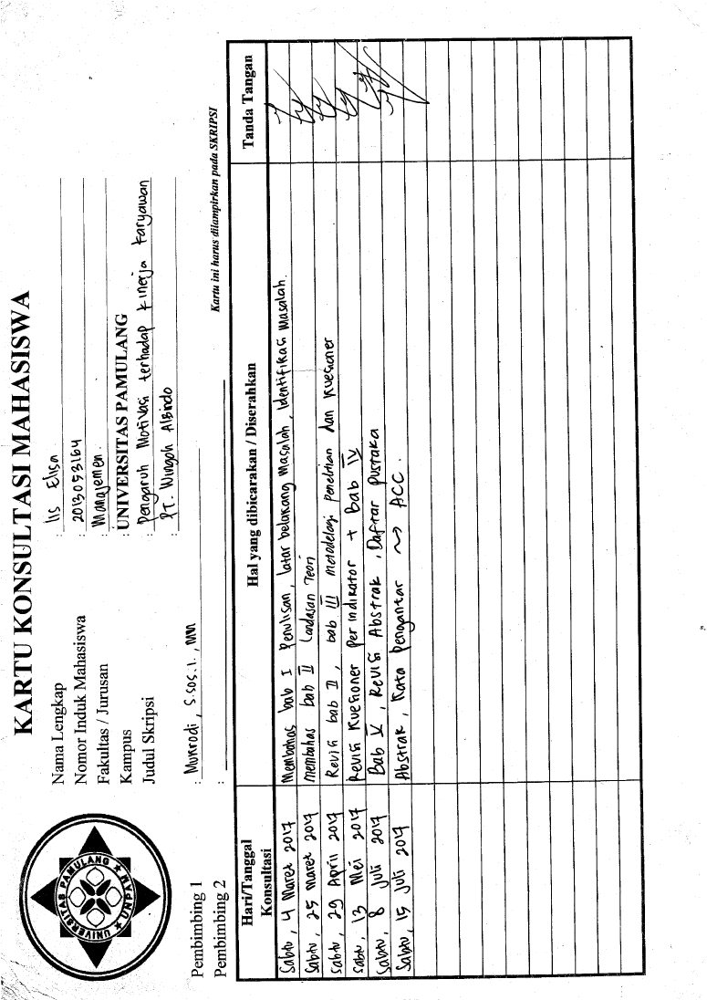 KARTU KONSULTASI MAHASISWA
UNIVERSITAS PAMULANG
UNPAM
Nama Lengkap : Iis Elisa
Nomor Induk Mahasiswa : 2013053164
Fakultas / Jurusan : Manajemen
Kampus : UNIVERSITAS PAMULANG
Judul Skripsi : Pengaruh Motivasi terhadap Kinerja Karyawan
PT. Wingoh Albindo
Pembimbing 1 : Munrodi, S.sos.I., MM
Pembimbing 2 :
Kartu ini harus dilampirkan pada SKRIPSI
Hari/Tanggal Konsultasi Hal yang dibicarakan / Diserahkan Tanda Tangan
Sabtu, 4 Maret 2017 Membahas bab I Penulisan, latar belakang Masalah, Identifikasi Masalah.
Sabtu, 25 Maret 2017 membahas bab II Landasan Teori
Sabtu, 29 April 2017 Revisi bab II, bab III metodelogi penelitian dan kuesioner
Sabtu, 13 Mei 2017 Revisi Kuesioner per indikator + Bab IV
Sabtu, 8 Juli 2017 Bab V, Revisi Abstrak, Daftar Pustaka
Sabtu, 15 Juli 2017 Abstrak, Kata Pengantar ~> ACC.